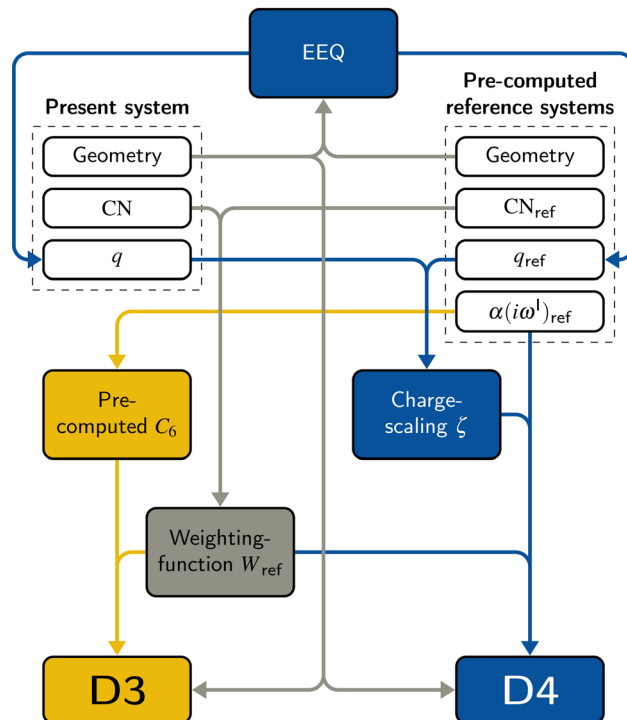 EEQ
Present system
Pre-computed
reference systems
Geometry
Geometry
CN
CN_ref
q
q_ref
α(iω^I)_ref
Pre-
computed C_6
Charge-
scaling ζ
Weighting-
function W_ref
D3
D4